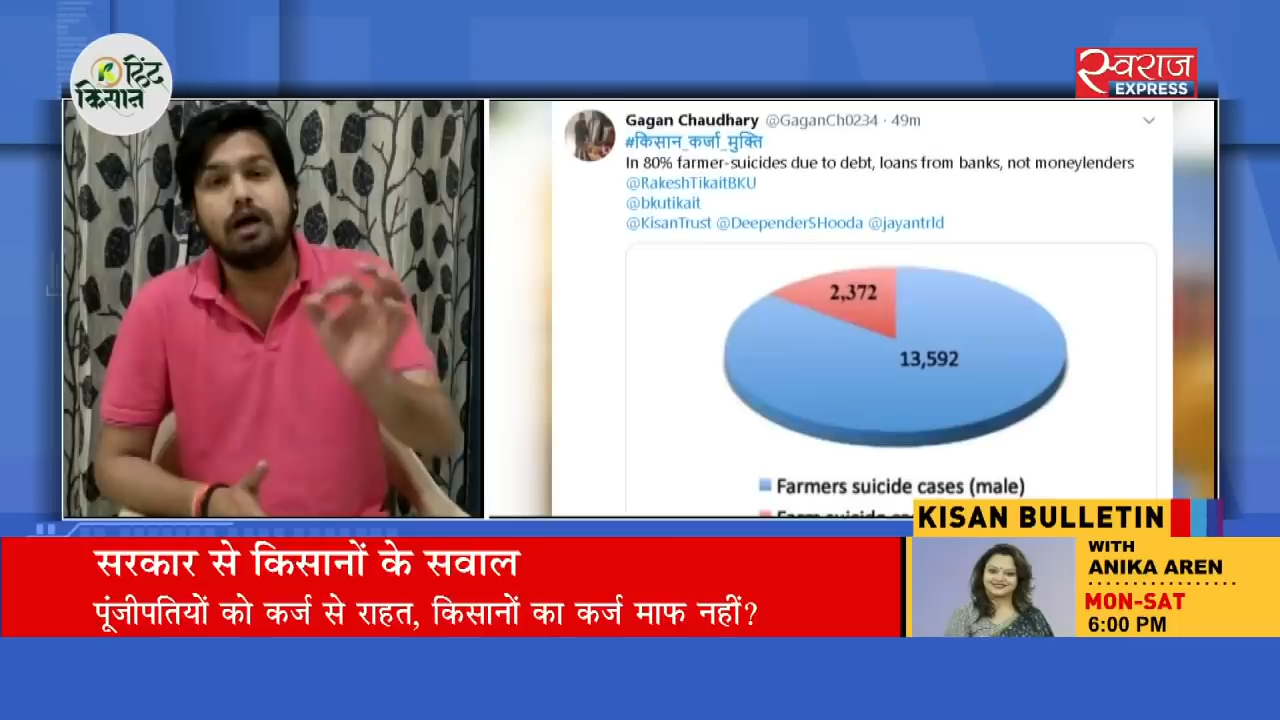 हिंद
किसान
स्वराज
EXPRESS
Gagan Chaudhary @GaganCh0234 · 49m
#किसान_कर्जा_मुक्ति
In 80% farmer-suicides due to debt, loans from banks, not moneylenders
@RakeshTikaitBKU
@bkutikait
@KisanTrust @DeependerSHooda @jayantrld
2,372
13,592
Farmers suicide cases (male)
KISAN BULLETIN
WITH
ANIKA AREN
MON-SAT
6:00 PM
सरकार से किसानों के सवाल
पूंजीपतियों को कर्ज से राहत, किसानों का कर्ज माफ नहीं?